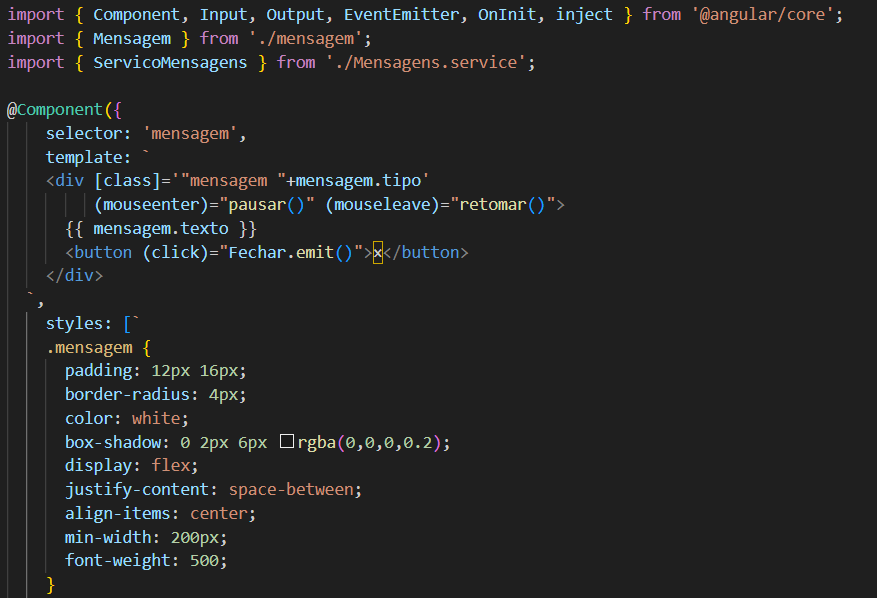 import { Component, Input, Output, EventEmitter, OnInit, inject } from '@angular/core';
import { Mensagem } from './mensagem';
import { ServicoMensagens } from './Mensagens.service';
@Component({
selector: 'mensagem',
template: `
<div [class]='"mensagem "+mensagem.tipo'
(mouseenter)="pausar()" (mouseleave)="retomar()">
{{ mensagem.texto }}
<button (click)="Fechar.emit()">x</button>
</div>
`,
styles: [`
.mensagem {
padding: 12px 16px;
border-radius: 4px;
color: white;
box-shadow: 0 2px 6px rgba(0,0,0,0.2);
display: flex;
justify-content: space-between;
align-items: center;
min-width: 200px;
font-weight: 500;
}